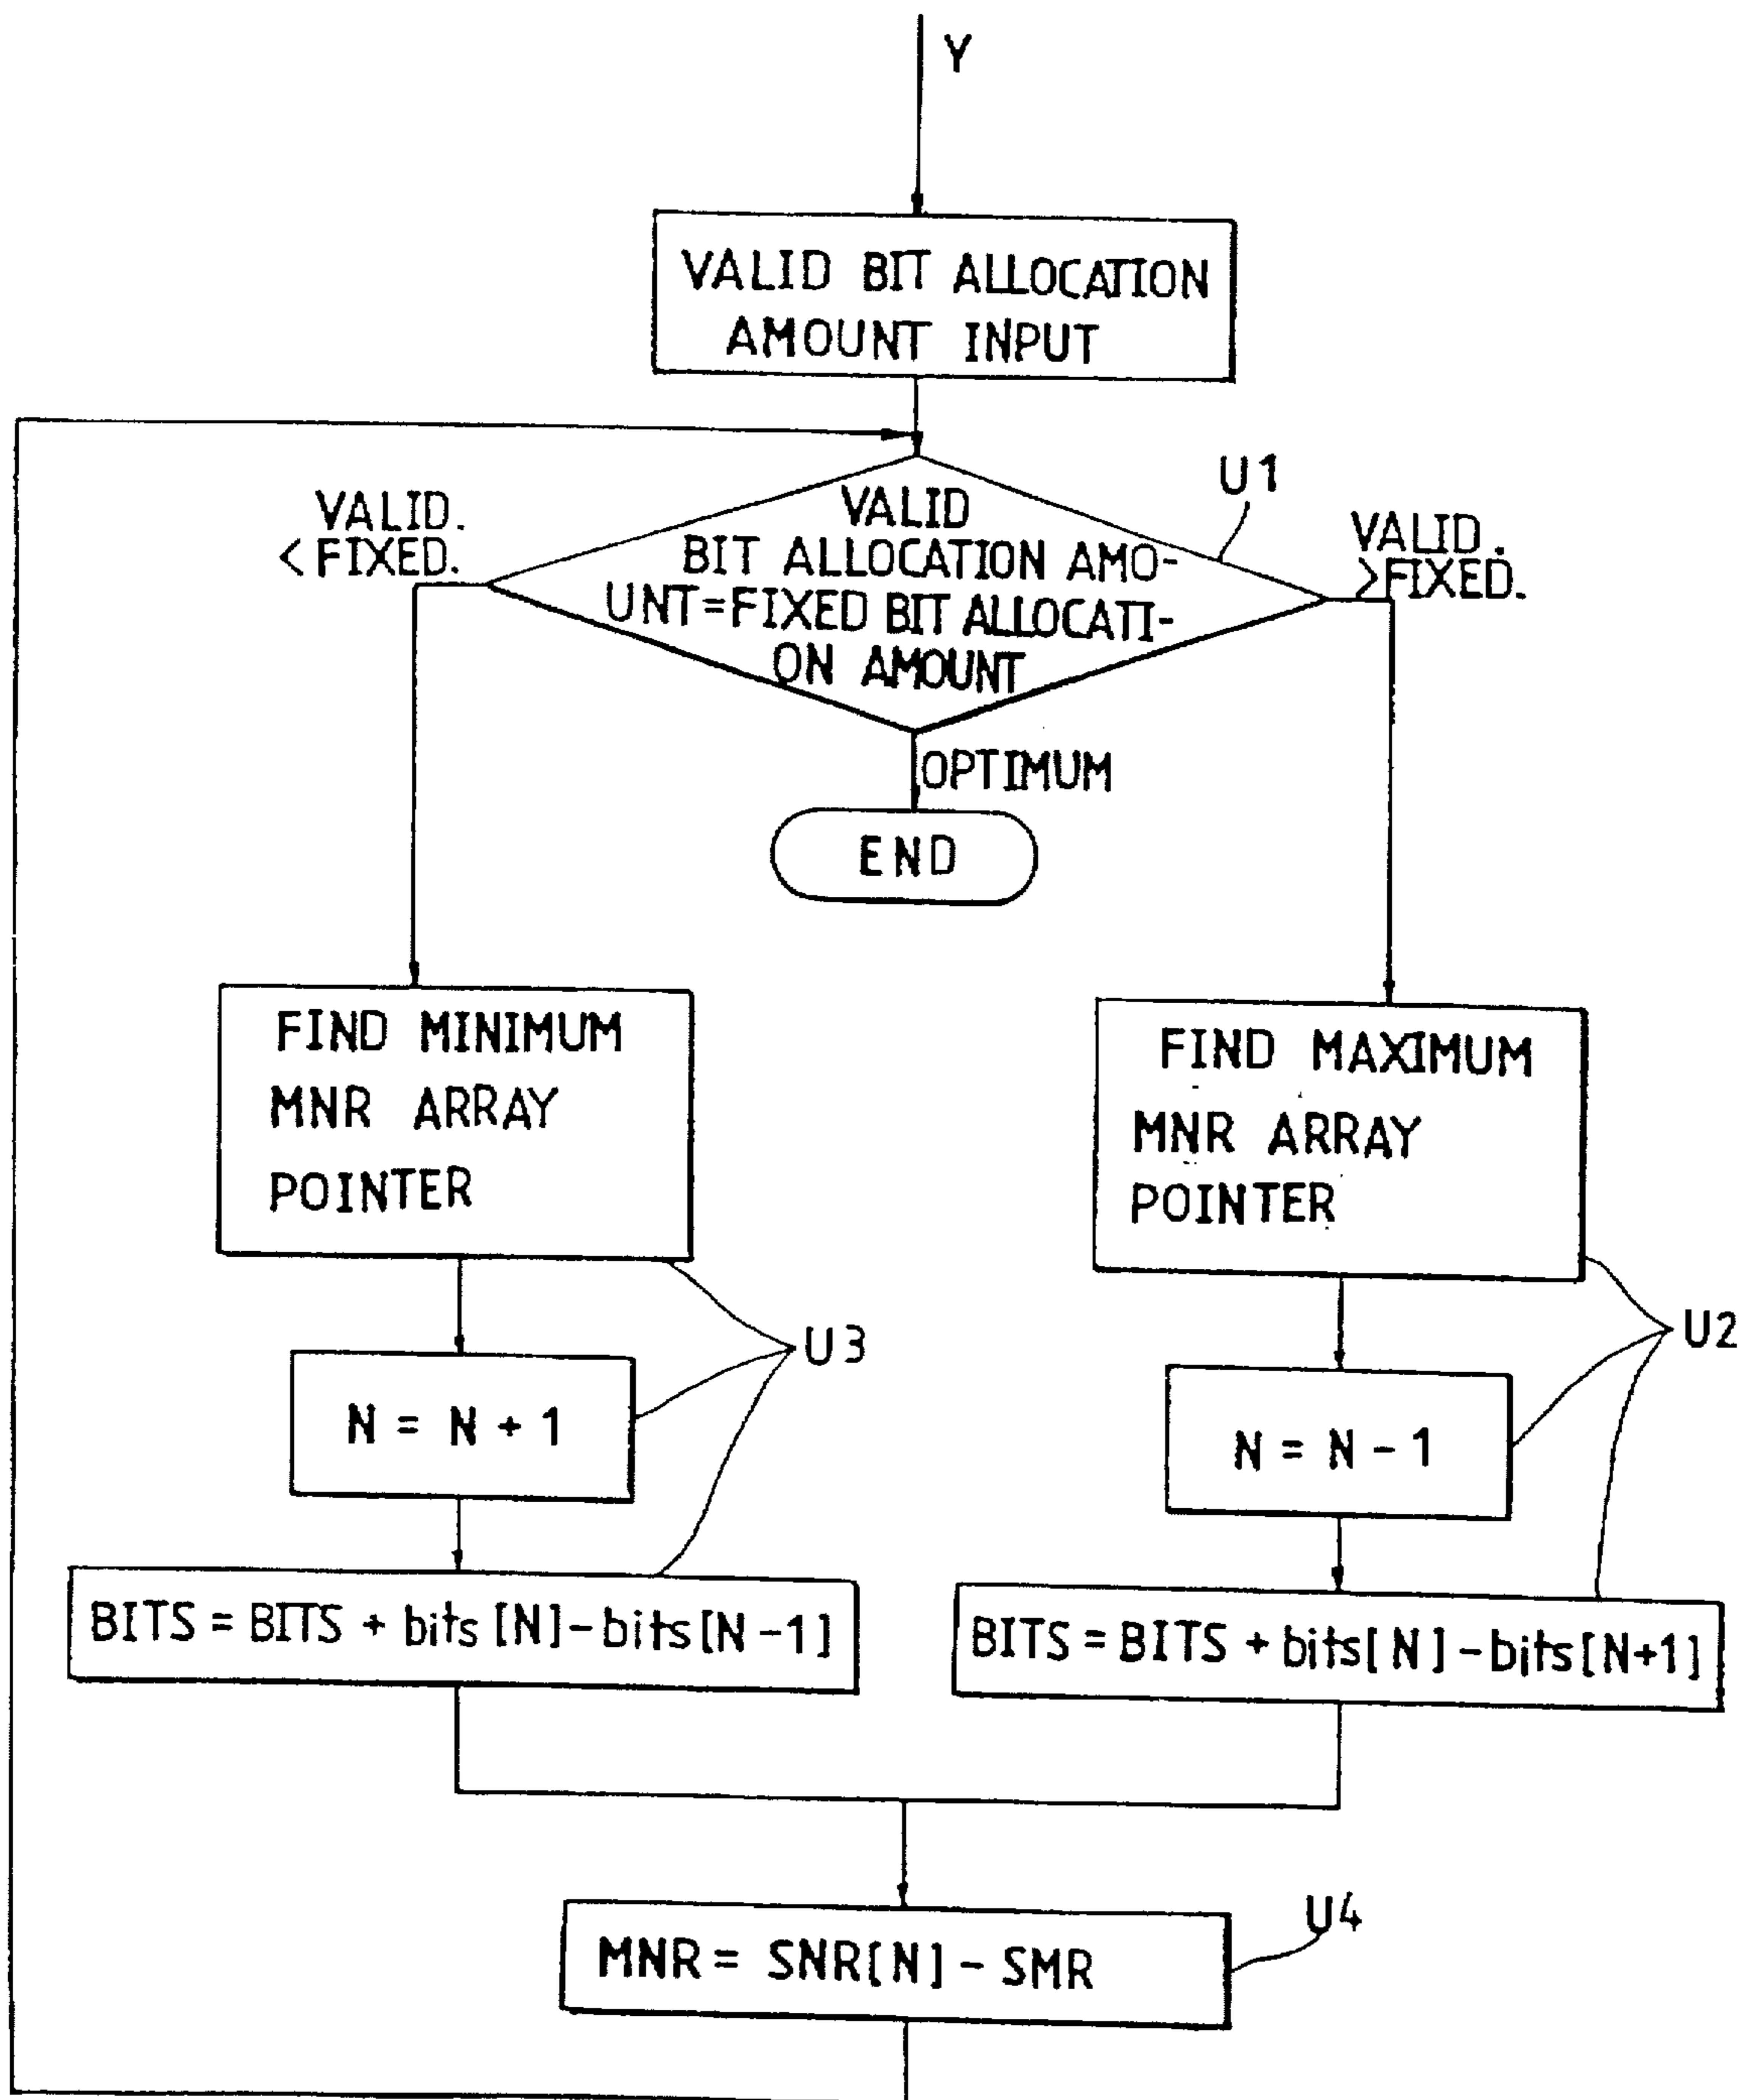 Y
VALID BIT ALLOCATION
AMOUNT INPUT
U1
VALID.
<FIXED.
VALID
BIT ALLOCATION AMO-
UNT=FIXED BIT ALLOCATI-
ON AMOUNT
VALID.
>FIXED.
OPTIMUM
END
FIND MINIMUM
MNR ARRAY
POINTER
FIND MAXIMUM
MNR ARRAY
POINTER
U3
U2
N = N + 1
N = N - 1
BITS = BITS + bits [N]-bits[N-1]
BITS = BITS + bits[N]-bits[N+1]
U4
MNR = SNR[N] - SMR